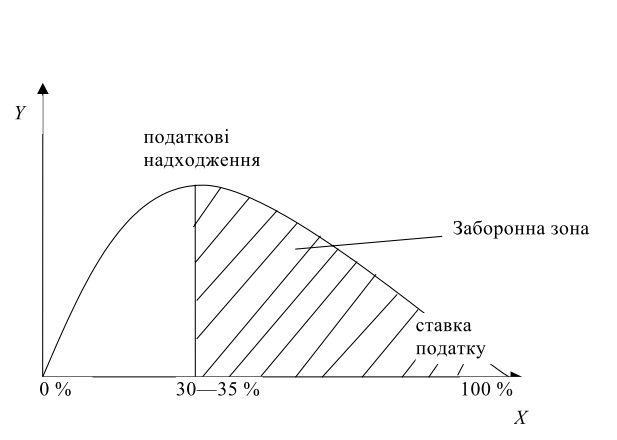 Y
податкові
надходження
Заборонна зона
ставка
податку
0 %
30—35 %
100 %
X